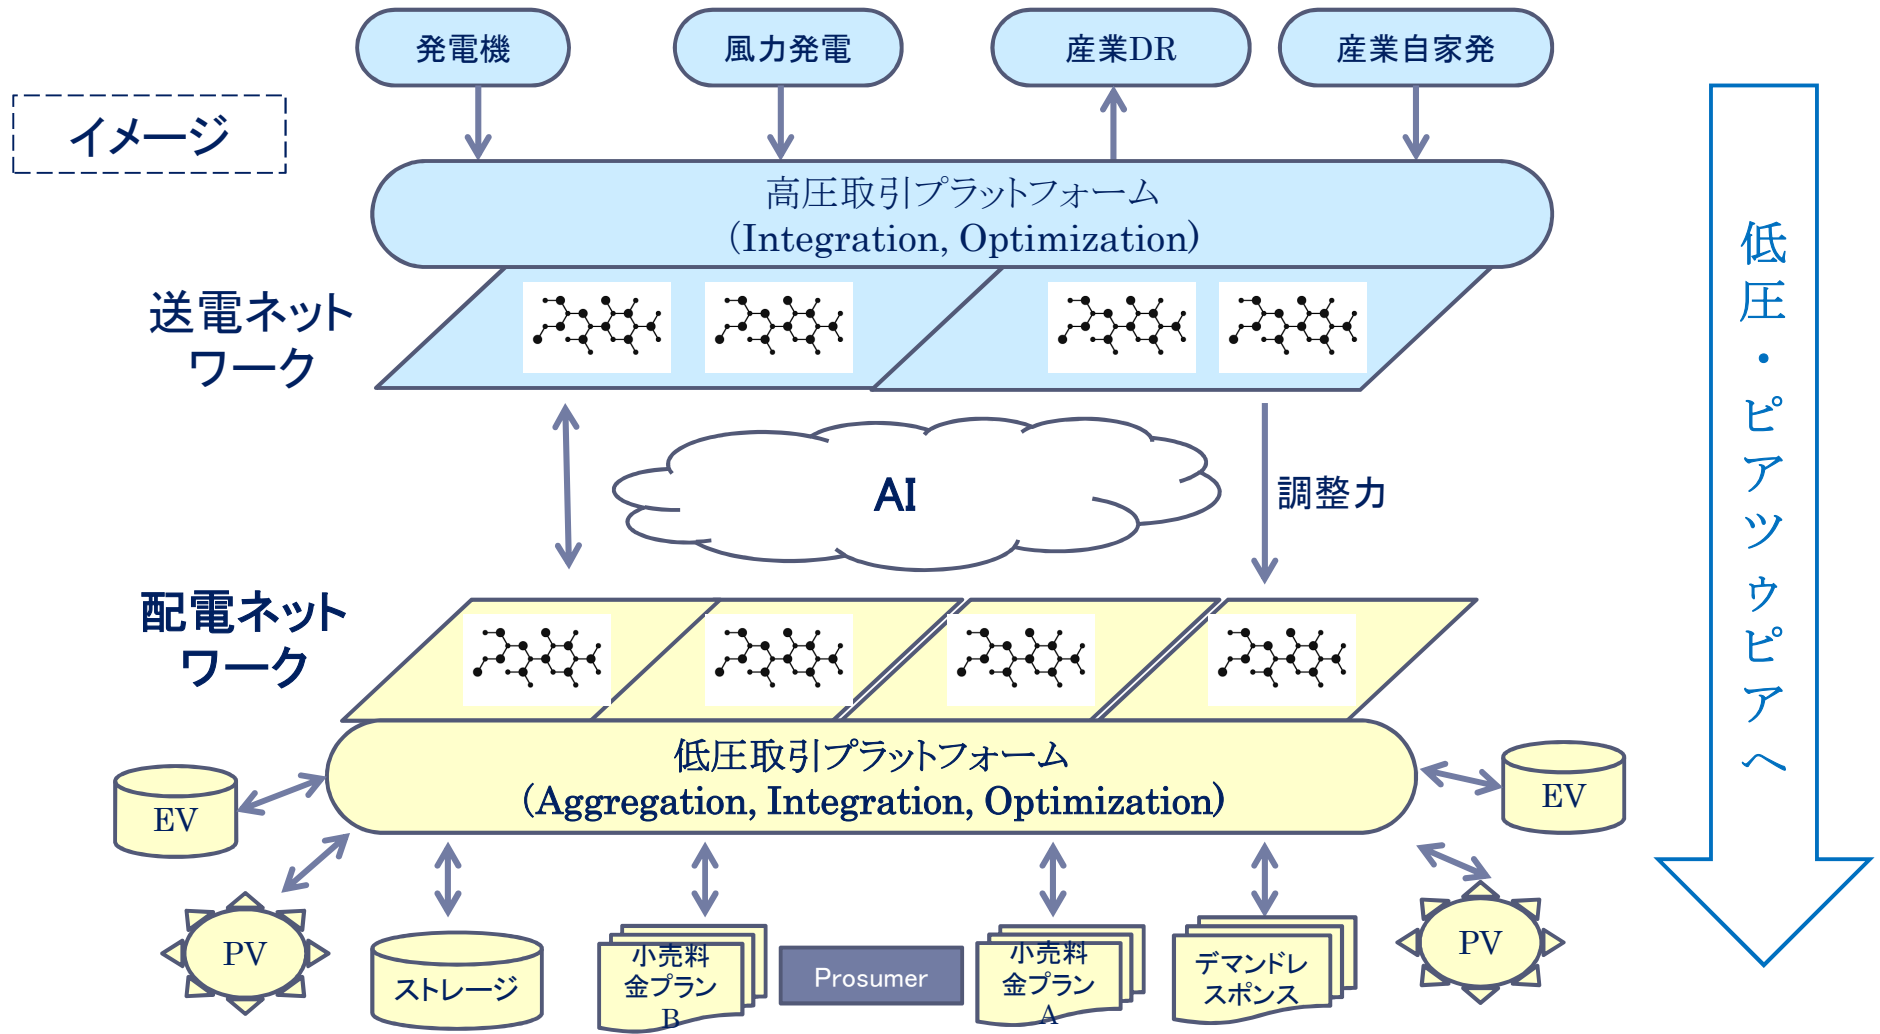 発電機
風力発電
産業DR
産業自家発
イメージ
高圧取引プラットフォーム
(Integration, Optimization)
送電ネット
ワーク
AI
調整力
配電ネット
ワーク
低圧取引プラットフォーム
(Aggregation, Integration, Optimization)
EV
EV
PV
ストレージ
小売料
金プラン
B
Prosumer
小売料
金プラン
A
デマンドレ
スポンス
PV
低圧・ピアツゥピアへ